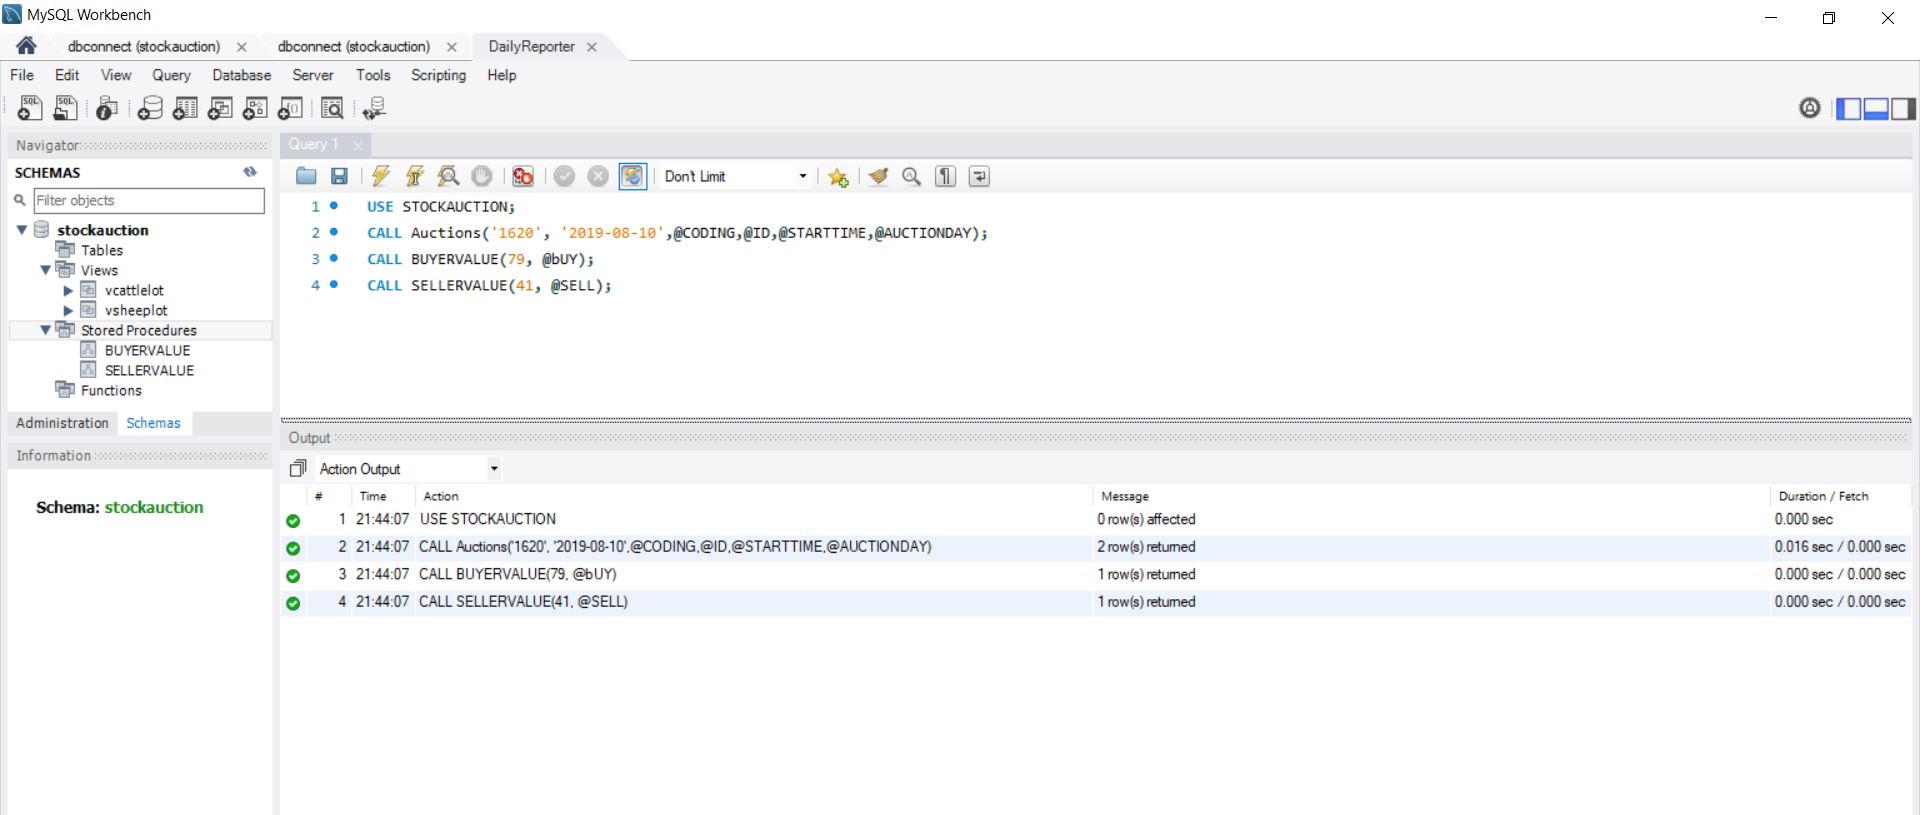 MySQL Workbench
dbconnect (stockauction) dbconnect (stockauction) DailyReporter
File Edit View Query Database Server Tools Scripting Help
Navigator
SCHEMAS
Filter objects
stockauction
Tables
Views
vcattlelot
vsheeplot
Stored Procedures
BUYERVALUE
SELLERVALUE
Functions
Administration Schemas
Information
Schema: stockauction
Query 1
Don't Limit
1 USE STOCKAUCTION;
2 CALL Auctions('1620', '2019-08-10',@CODING,@ID,@STARTTIME,@AUCTIONDAY);
3 CALL BUYERVALUE(79, @bUY);
4 CALL SELLERVALUE(41, @SELL);
Output
Action Output
# Time Action Message Duration / Fetch
1 21:44:07 USE STOCKAUCTION 0 row(s) affected 0.000 sec
2 21:44:07 CALL Auctions('1620', '2019-08-10',@CODING,@ID,@STARTTIME,@AUCTIONDAY) 2 row(s) returned 0.016 sec / 0.000 sec
3 21:44:07 CALL BUYERVALUE(79, @bUY) 1 row(s) returned 0.000 sec / 0.000 sec
4 21:44:07 CALL SELLERVALUE(41, @SELL) 1 row(s) returned 0.000 sec / 0.000 sec